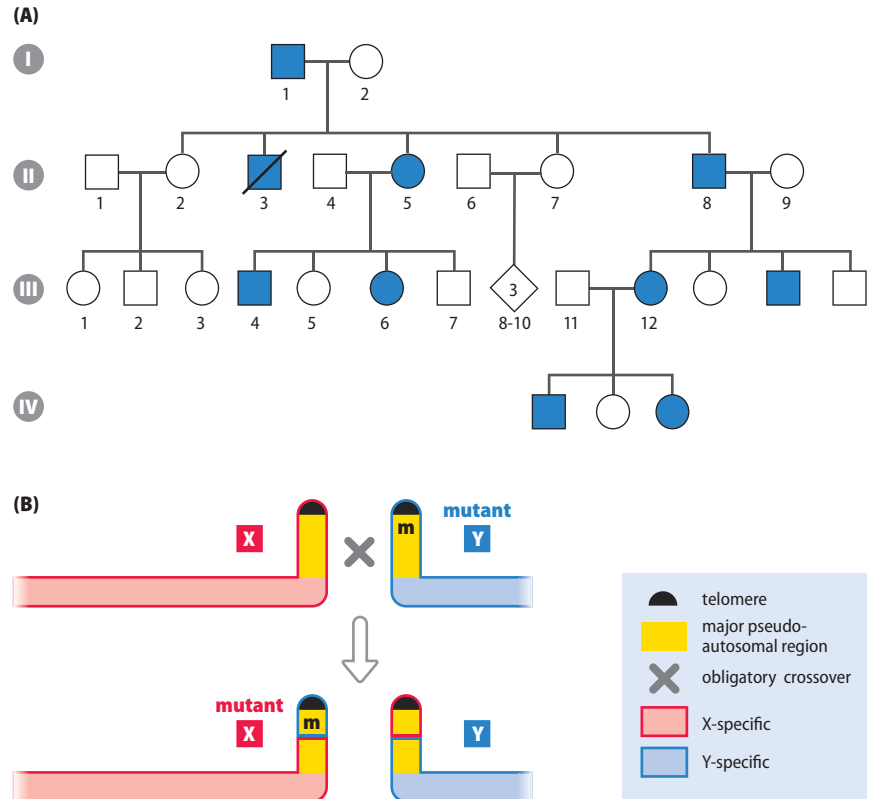 (A)
I
1 2
II
1 2 3 4 5 6 7 8 9
III
3
1 2 3 4 5 6 7 8-10 11 12
IV
(B)
mutant
X m Y
telomere
major pseudo-
autosomal region
obligatory crossover
mutant
X m Y
X-specific
Y-specific